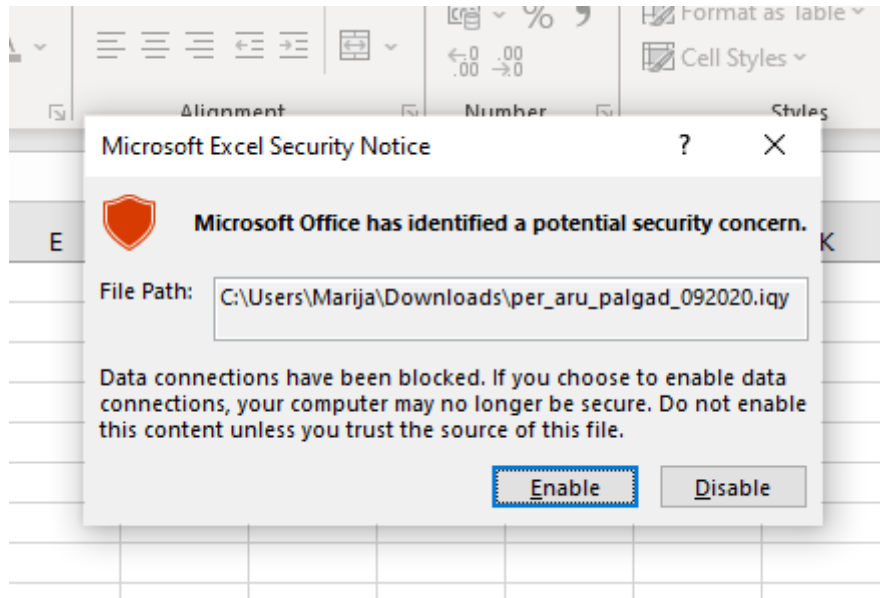 % Format as Table
.00 .00 Cell Styles
Alignment Number Styles
Microsoft Excel Security Notice ?
Microsoft Office has identified a potential security concern.
E K
File Path: C:\Users\Marija\Downloads\per_aru_palgad_092020.iqy
Data connections have been blocked. If you choose to enable data
connections, your computer may no longer be secure. Do not enable
this content unless you trust the source of this file.
Enable Disable